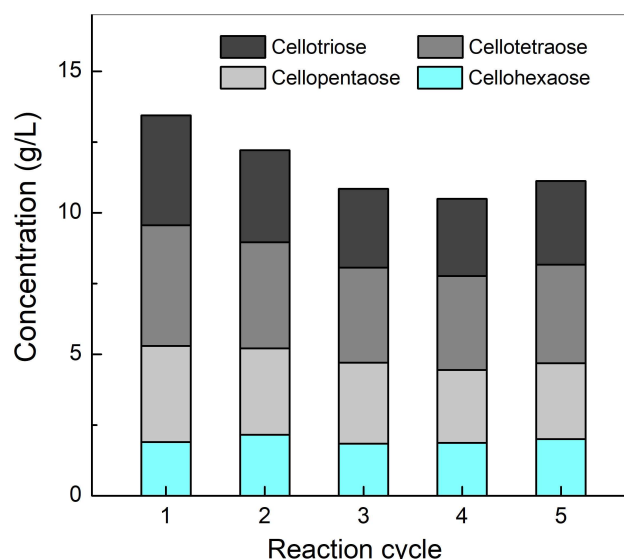 Cellotriose Cellotetraose
Cellopentaose Cellohexaose
Concentration (g/L)
15
10
5
0
1 2 3 4 5
Reaction cycle